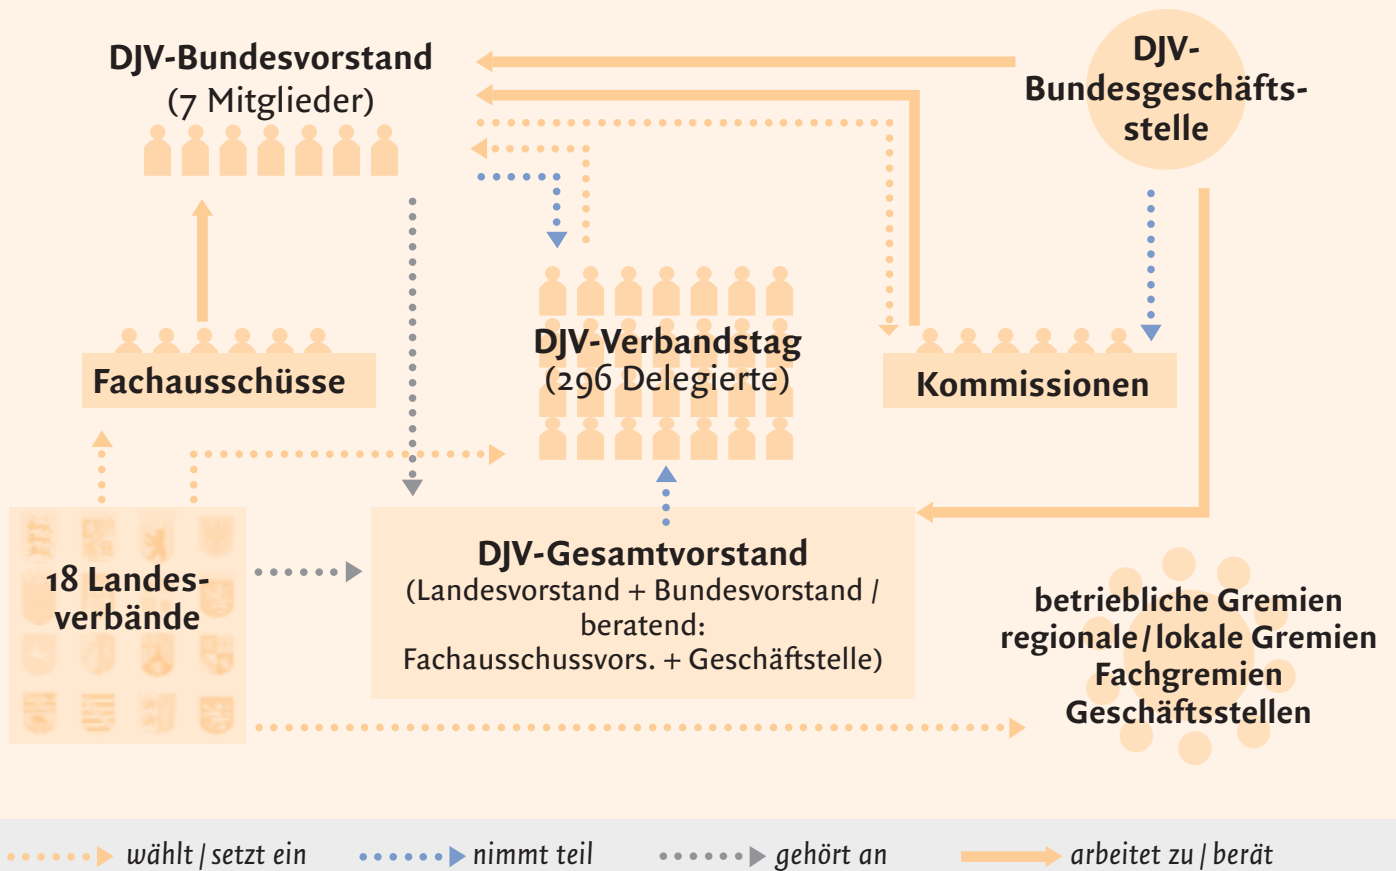 DJV-Bundesvorstand
(7 Mitglieder)
DJV-
Bundesgeschäfts-
stelle
Fachausschüsse
DJV-Verbandstag
(296 Delegierte)
Kommissionen
18 Landes-
verbände
DJV-Gesamtvorstand
(Landesvorstand + Bundesvorstand /
beratend:
Fachausschussvors. + Geschäftstelle)
betriebliche Gremien
regionale/lokale Gremien
Fachgremien
Geschäftsstellen
wählt / setzt ein
nimmt teil
gehört an
arbeitet zu / berät